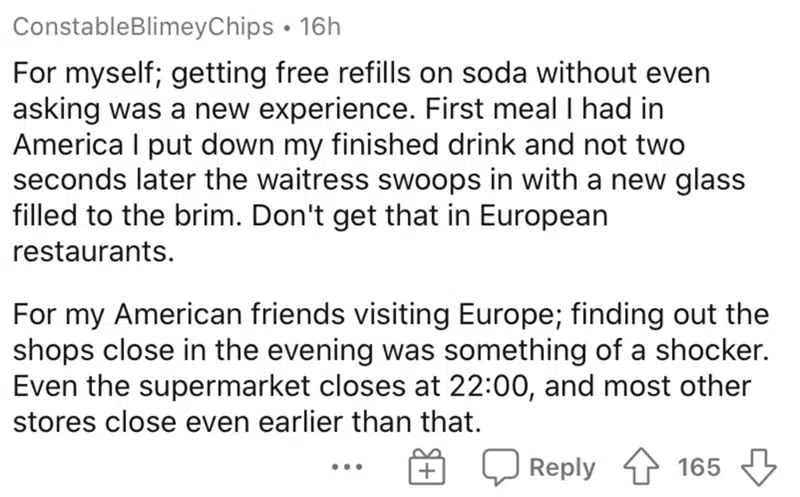 ConstableBlimeyChips • 16h
For myself; getting free refills on soda without even
asking was a new experience. First meal I had in
America I put down my finished drink and not two
seconds later the waitress swoops in with a new glass
filled to the brim. Don't get that in European
restaurants.
For my American friends visiting Europe; finding out the
shops close in the evening was something of a shocker.
Even the supermarket closes at 22:00, and most other
stores close even earlier than that.
Reply 165